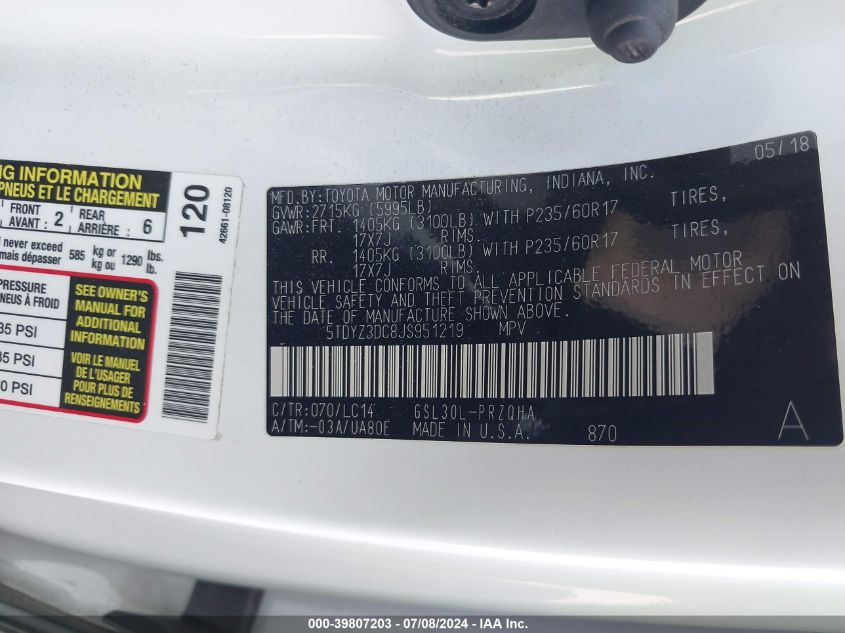 NG INFORMATION
PNEUS ET LE CHARGEMENT
FRONT AVANT : 2 REAR ARRIÈRE : 6
never exceed 585 kg or kg ou 1290 lbs. lb.
mais dépasser
PRESSURE
PNEUS À FROID
35 PSI
35 PSI
0 PSI
SEE OWNER'S
MANUAL FOR
ADDITIONAL
INFORMATION
VOIR LE MANUEL
DE L'USAGER
POUR PLUS DE
RENSEIGNEMENTS
120
42661-08120
05/18
MFD.BY:TOYOTA MOTOR MANUFACTURING, INDIANA, INC.
GVWR:2715KG (5995LB)
GAWR:FRT. 1405KG (3100LB) WITH P235/60R17 TIRES,
17X7J RIMS.
RR. 1405KG (3100LB) WITH P235/60R17 TIRES,
17X7J RIMS.
THIS VEHICLE CONFORMS TO ALL APPLICABLE FEDERAL MOTOR
VEHICLE SAFETY AND THEFT PREVENTION STANDARDS IN EFFECT ON
THE DATE OF MANUFACTURE SHOWN ABOVE.
5TDYZ3DC8JS951219 MPV
C/TR:070/LC14 GSL30L-PRZQHA
A/TM:-03A/UA80E MADE IN U.S.A. 870 A
000-39807203 - 07/08/2024 - IAA Inc.